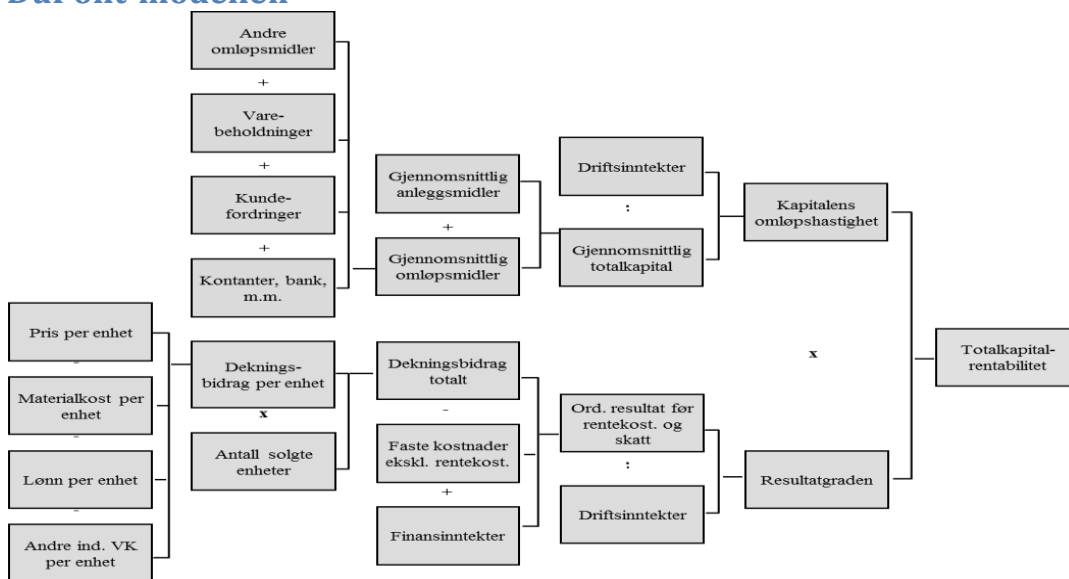 DuPont-modellen
Andre
omløpsmidler
+
Vare-
beholdninger
+
Kunde-
fordringer
+
Kontanter, bank,
m.m.
Gjennomsnittlig
anleggsmidler
+
Gjennomsnittlig
omløpsmidler
Driftsinntekter
:
Gjennomsnittlig
totalkapital
Kapitalens
omløpshastighet
x
Totalkapital-
rentabilitet
Pris per enhet
-
Materialkost per
enhet
-
Lønn per enhet
-
Andre ind. VK
per enhet
Deknings-
bidrag per enhet
x
Antall solgte
enheter
Dekningsbidrag
totalt
-
Faste kostnader
ekskl. rentekost.
+
Finansinntekter
Ord. resultat før
rentekost. og
skatt
:
Driftsinntekter
Resultatgraden